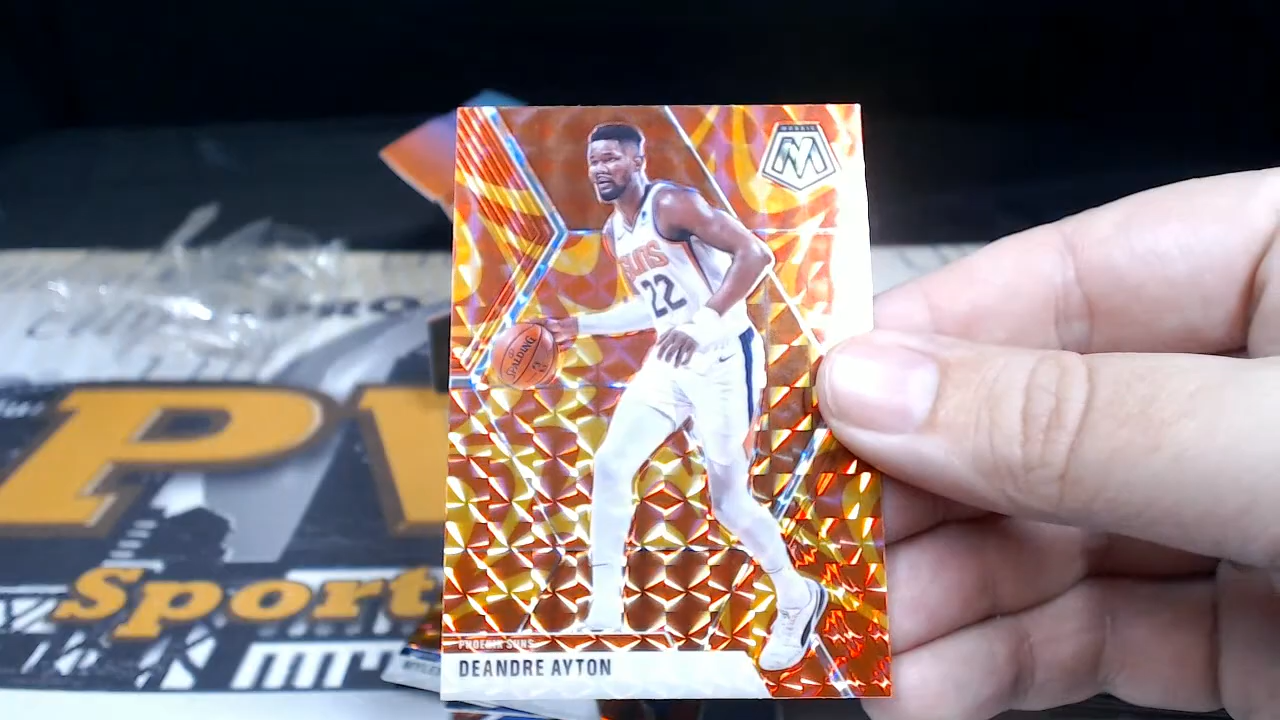 MOSAIC
M
SUNS
22
SPALDING
PHOENIX SUNS
DEANDRE AYTON
Sport